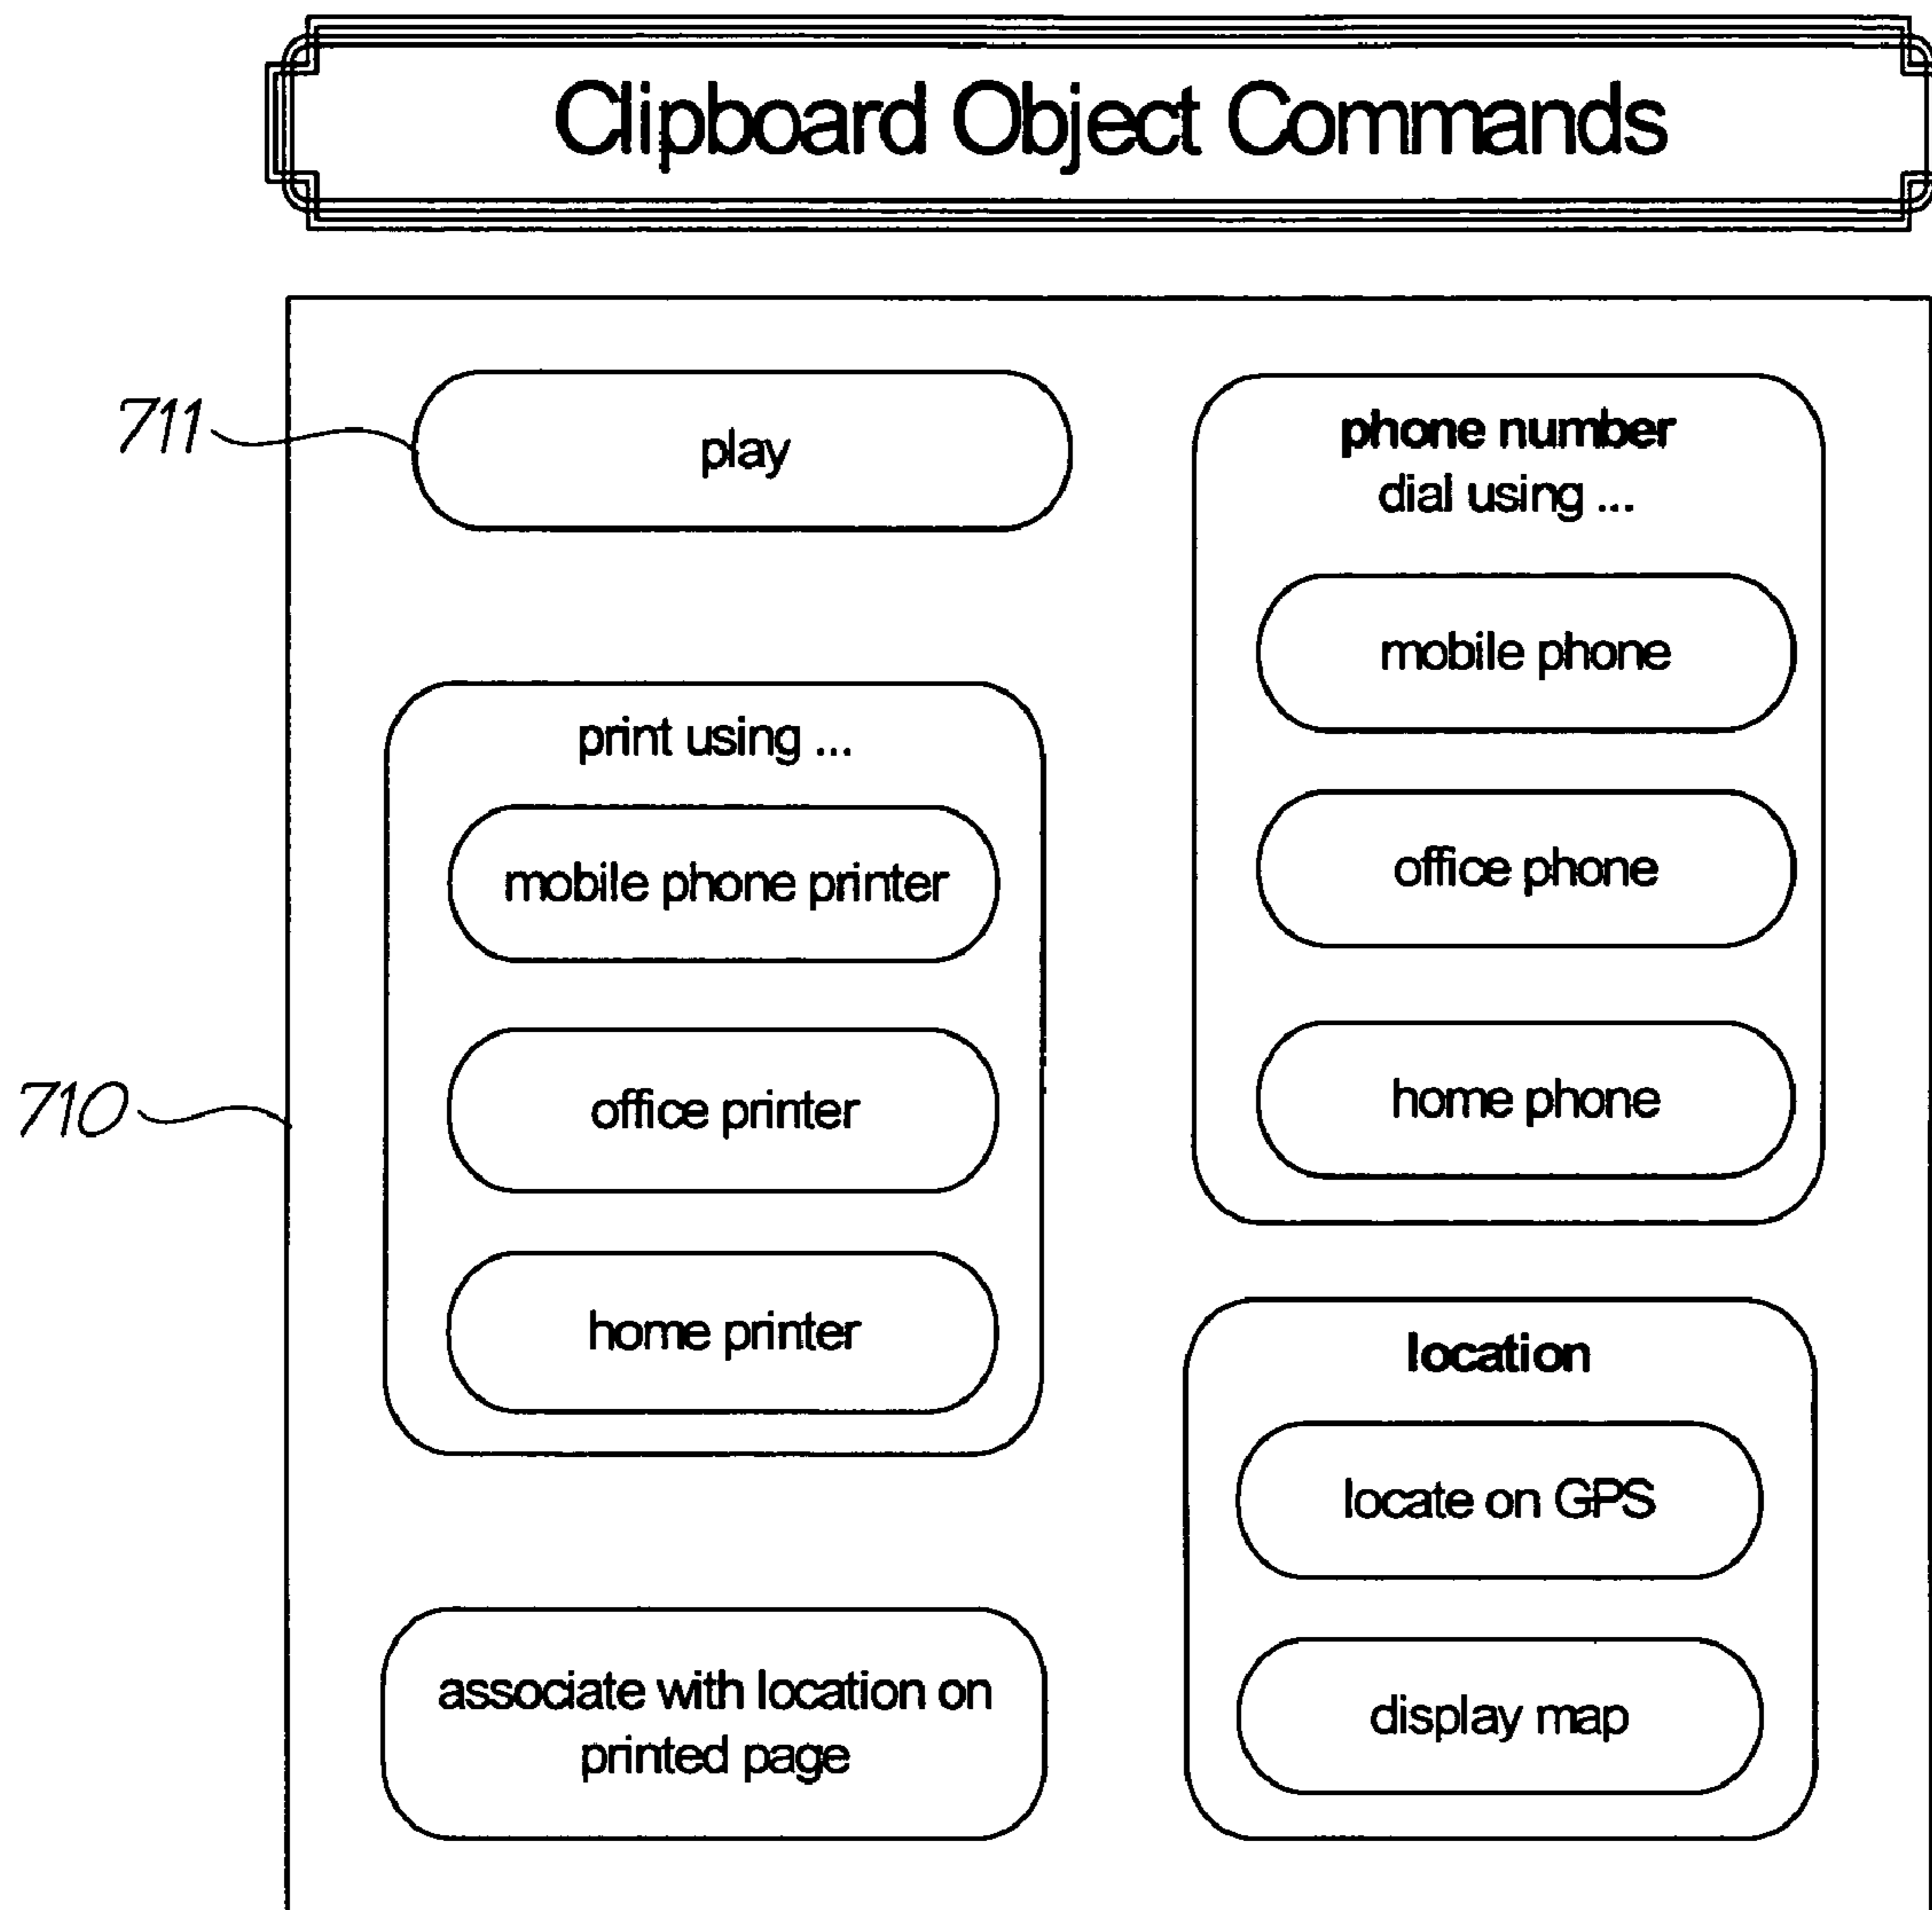 Clipboard Object Commands
711
play
print using ...
mobile phone printer
office printer
home printer
710
associate with location on
printed page
phone number
dial using ...
mobile phone
office phone
home phone
location
locate on GPS
display map